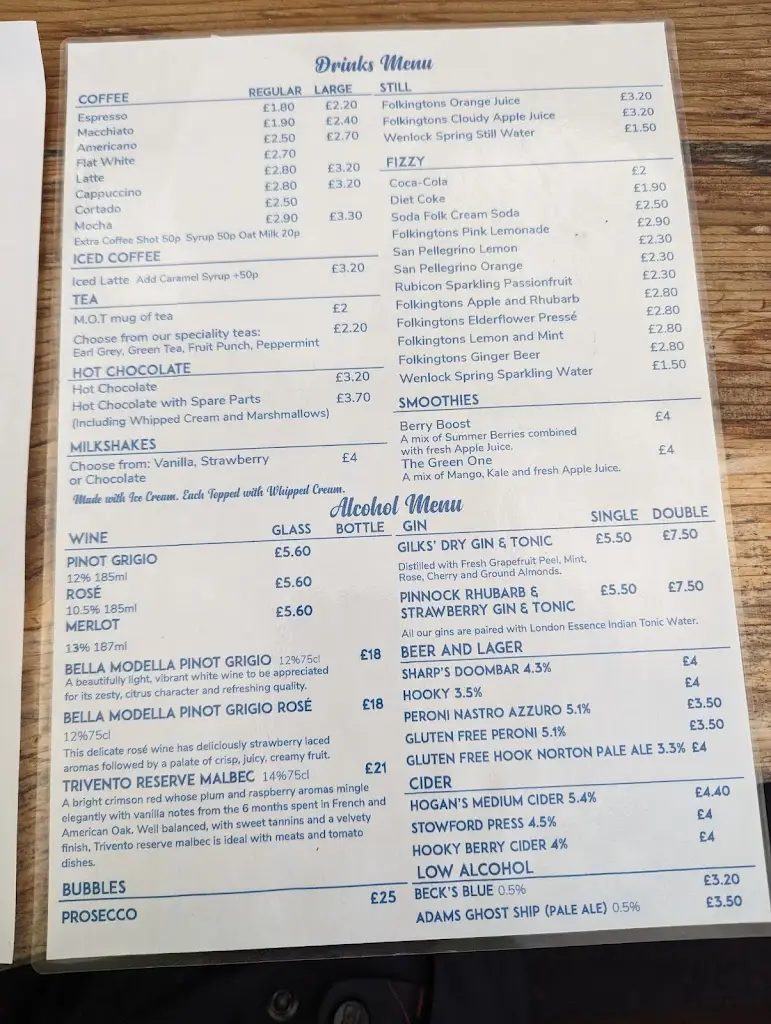 Drinks Menu
COFFEE REGULAR LARGE
Espresso £1.80 £2.20
Macchiato £1.90 £2.40
Americano £2.50 £2.70
Flat White £2.70
Latte £2.80 £3.20
Cappuccino £2.80 £3.20
Cortado £2.50
Mocha £2.90 £3.30
Extra Coffee Shot 50p Syrup 50p Oat Milk 20p
ICED COFFEE
Iced Latte Add Caramel Syrup +50p £3.20
TEA
M.O.T mug of tea £2
Choose from our speciality teas: £2.20
Earl Grey, Green Tea, Fruit Punch, Peppermint
HOT CHOCOLATE
Hot Chocolate £3.20
Hot Chocolate with Spare Parts £3.70
(Including Whipped Cream and Marshmallows)
MILKSHAKES
Choose from: Vanilla, Strawberry £4
or Chocolate
Made with Ice Cream. Each Topped with Whipped Cream.
STILL
Folkingtons Orange Juice £3.20
Folkingtons Cloudy Apple Juice £3.20
Wenlock Spring Still Water £1.50
FIZZY
Coca-Cola £2
Diet Coke £1.90
Soda Folk Cream Soda £2.50
Folkingtons Pink Lemonade £2.90
San Pellegrino Lemon £2.30
San Pellegrino Orange £2.30
Rubicon Sparkling Passionfruit £2.30
Folkingtons Apple and Rhubarb £2.80
Folkingtons Elderflower Pressé £2.80
Folkingtons Lemon and Mint £2.80
Folkingtons Ginger Beer £2.80
Wenlock Spring Sparkling Water £1.50
SMOOTHIES
Berry Boost £4
A mix of Summer Berries combined
with fresh Apple Juice.
The Green One £4
A mix of Mango, Kale and fresh Apple Juice.
Alcohol Menu
WINE GLASS BOTTLE
PINOT GRIGIO £5.60
12% 185ml
ROSÉ £5.60
10.5% 185ml
MERLOT £5.60
13% 187ml
BELLA MODELLA PINOT GRIGIO 12%75cl £18
A beautifully light, vibrant white wine to be appreciated
for its zesty, citrus character and refreshing quality.
BELLA MODELLA PINOT GRIGIO ROSÉ £18
12%75cl
This delicate rosé wine has deliciously strawberry laced
aromas followed by a palate of crisp, juicy, creamy fruit.
TRIVENTO RESERVE MALBEC 14%75cl £21
A bright crimson red whose plum and raspberry aromas mingle
elegantly with vanilla notes from the 6 months spent in French and
American Oak. Well balanced, with sweet tannins and a velvety
finish, Trivento reserve malbec is ideal with meats and tomato
dishes.
BUBBLES
PROSECCO £25
GIN SINGLE DOUBLE
GILKS' DRY GIN & TONIC £5.50 £7.50
Distilled with Fresh Grapefruit Peel, Mint,
Rose, Cherry and Ground Almonds.
PINNOCK RHUBARB & £5.50 £7.50
STRAWBERRY GIN & TONIC
All our gins are paired with London Essence Indian Tonic Water.
BEER AND LAGER
SHARP'S DOOMBAR 4.3% £4
HOOKY 3.5% £4
PERONI NASTRO AZZURO 5.1% £3.50
GLUTEN FREE PERONI 5.1% £3.50
GLUTEN FREE HOOK NORTON PALE ALE 3.3% £4
CIDER
HOGAN'S MEDIUM CIDER 5.4% £4.40
STOWFORD PRESS 4.5% £4
HOOKY BERRY CIDER 4% £4
LOW ALCOHOL
BECK'S BLUE 0.5% £3.20
ADAMS GHOST SHIP (PALE ALE) 0.5% £3.50